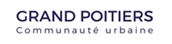 GRAND POITIERS
Communauté urbaine